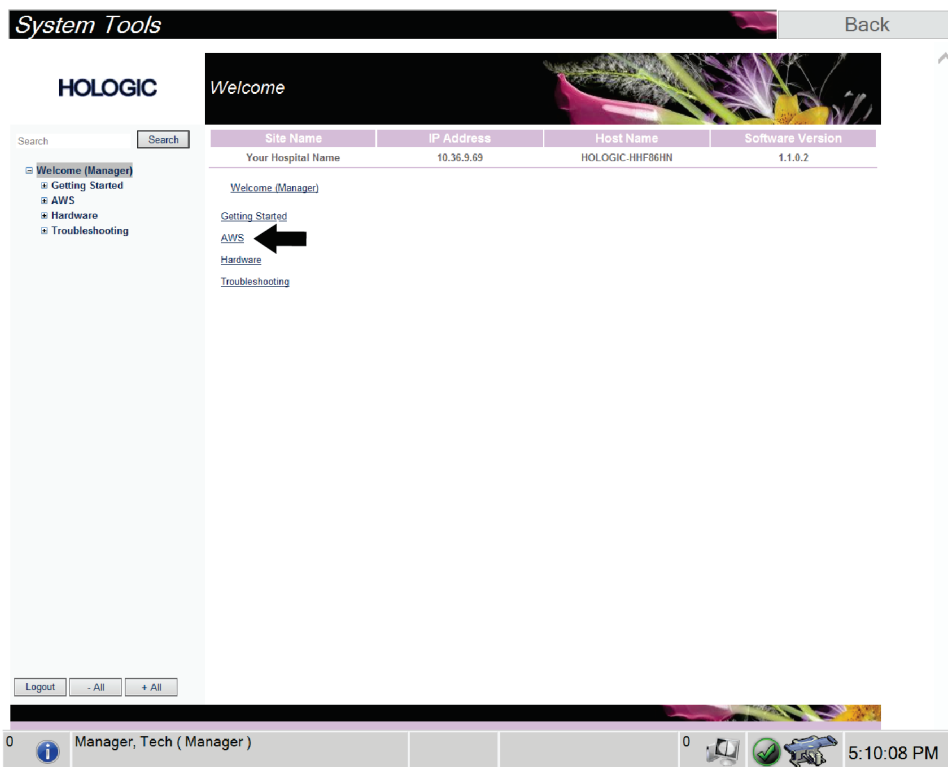 System Tools
Back
HOLOGIC
Welcome
Search
Search
Site Name IP Address Host Name Software Version
Your Hospital Name 10.36.9.69 HOLOGIC-HHF86HN 1.1.0.2
Welcome (Manager)
Getting Started
AWS
Hardware
Troubleshooting
Welcome (Manager)
Getting Started
AWS
Hardware
Troubleshooting
Logout - All + All
0
i
Manager, Tech ( Manager )
0
5:10:08 PM